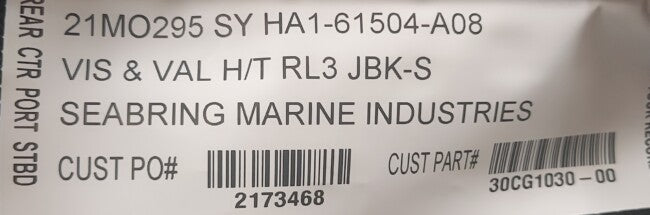 21MO295 SY HA1-61504-A08
VIS & VAL H/T RL3 JBK-S
SEABRING MARINE INDUSTRIES
CUST PO#
2173468
CUST PART#
30CG1030-00
REAR CTR PORT STBD